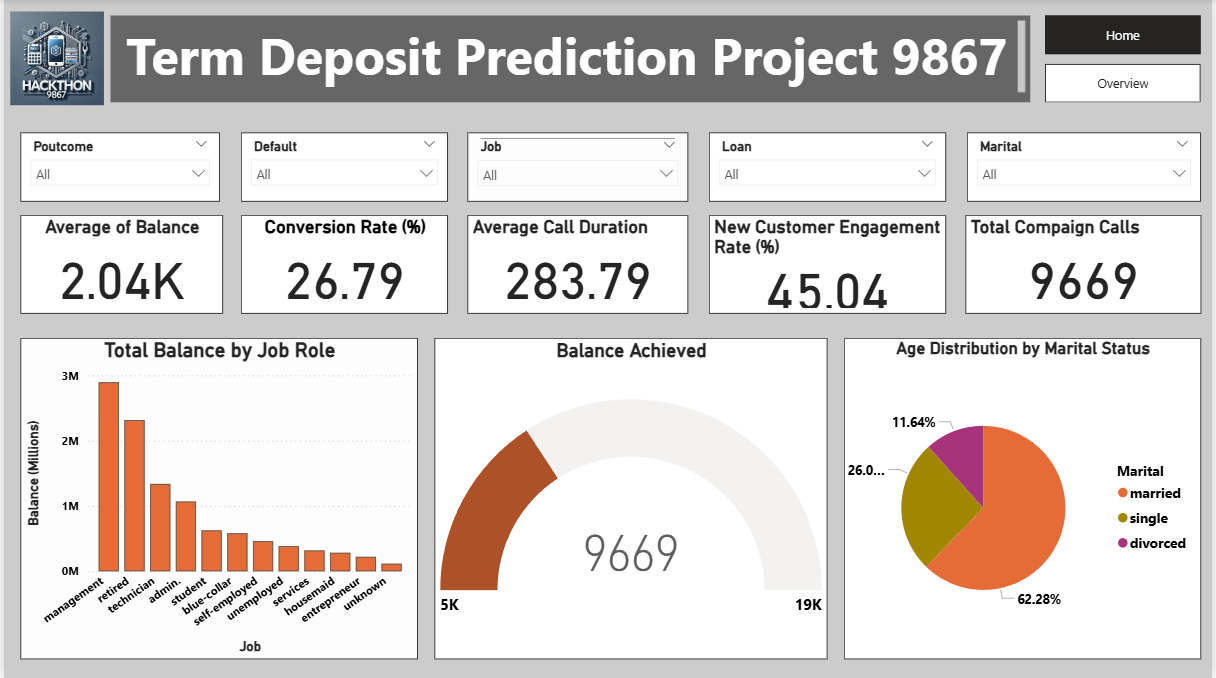 HACKTHON
9867
Term Deposit Prediction Project 9867
Home
Overview
Poutcome
All
Default
All
Job
All
Loan
All
Marital
All
Average of Balance
2.04K
Conversion Rate (%)
26.79
Average Call Duration
283.79
New Customer Engagement
Rate (%)
45.04
Total Compaign Calls
9669
Total Balance by Job Role
Balance (Millions)
3M
2M
1M
0M
management
retired
technician
admin.
student
blue-collar
self-employed
unemployed
services
housemaid
entrepreneur
unknown
Job
Balance Achieved
9669
5K
19K
Age Distribution by Marital Status
11.64%
26.0...
62.28%
Marital
married
single
divorced